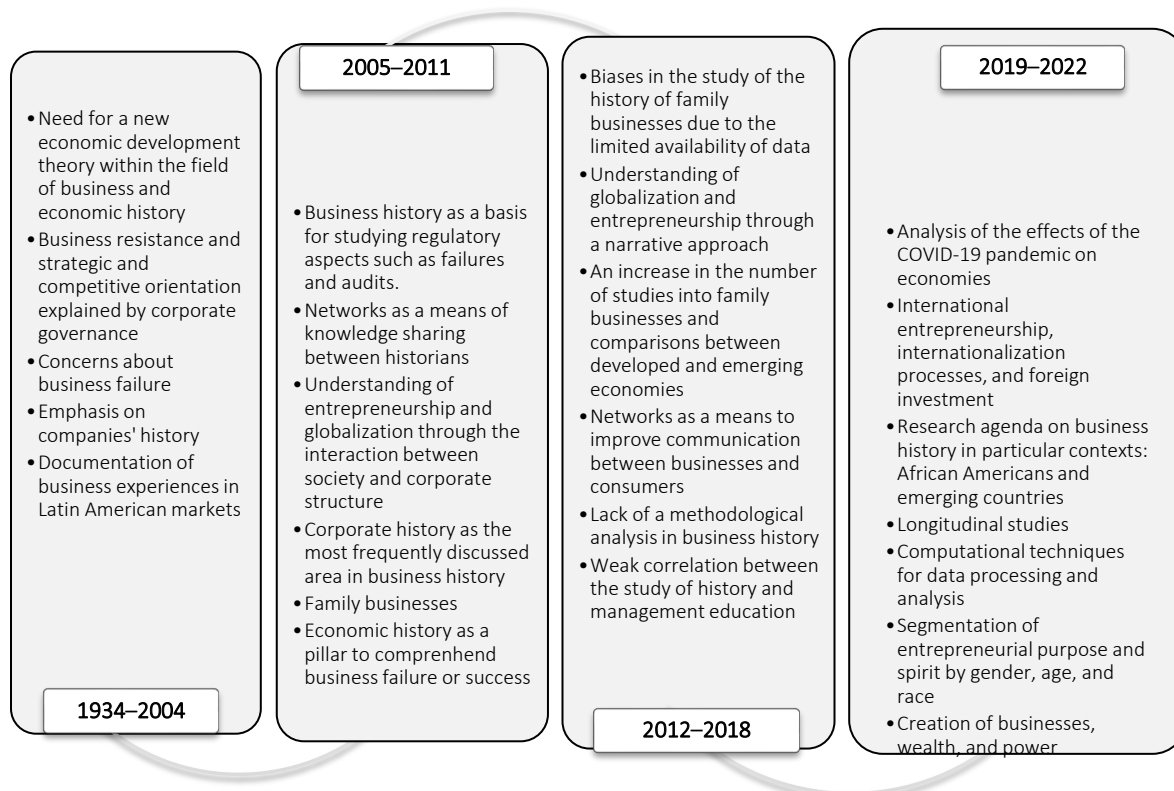 • Need for a new
economic development
theory within the field
of business and
economic history
• Business resistance and
strategic and
competitive orientation
explained by corporate
governance
• Concerns about
business failure
• Emphasis on
companies' history
• Documentation of
business experiences in
Latin American markets
1934–2004
2005–2011
• Business history as a basis
for studying regulatory
aspects such as failures
and audits.
• Networks as a means of
knowledge sharing
between historians
• Understanding of
entrepreneurship and
globalization through the
interaction between
society and corporate
structure
• Corporate history as the
most frequently discussed
area in business history
• Family businesses
• Economic history as a
pillar to comprenhend
business failure or success
• Biases in the study of the
history of family
businesses due to the
limited availability of data
• Understanding of
globalization and
entrepreneurship through
a narrative approach
• An increase in the number
of studies into family
businesses and
comparisons between
developed and emerging
economies
• Networks as a means to
improve communication
between businesses and
consumers
• Lack of a methodological
analysis in business history
• Weak correlation between
the study of history and
management education
2012–2018
2019–2022
• Analysis of the effects of the
COVID-19 pandemic on
economies
• International
entrepreneurship,
internationalization
processes, and foreign
investment
• Research agenda on business
history in particular contexts:
African Americans and
emerging countries
• Longitudinal studies
• Computational techniques
for data processing and
analysis
• Segmentation of
entrepreneurial purpose and
spirit by gender, age, and
race
• Creation of businesses,
wealth, and power